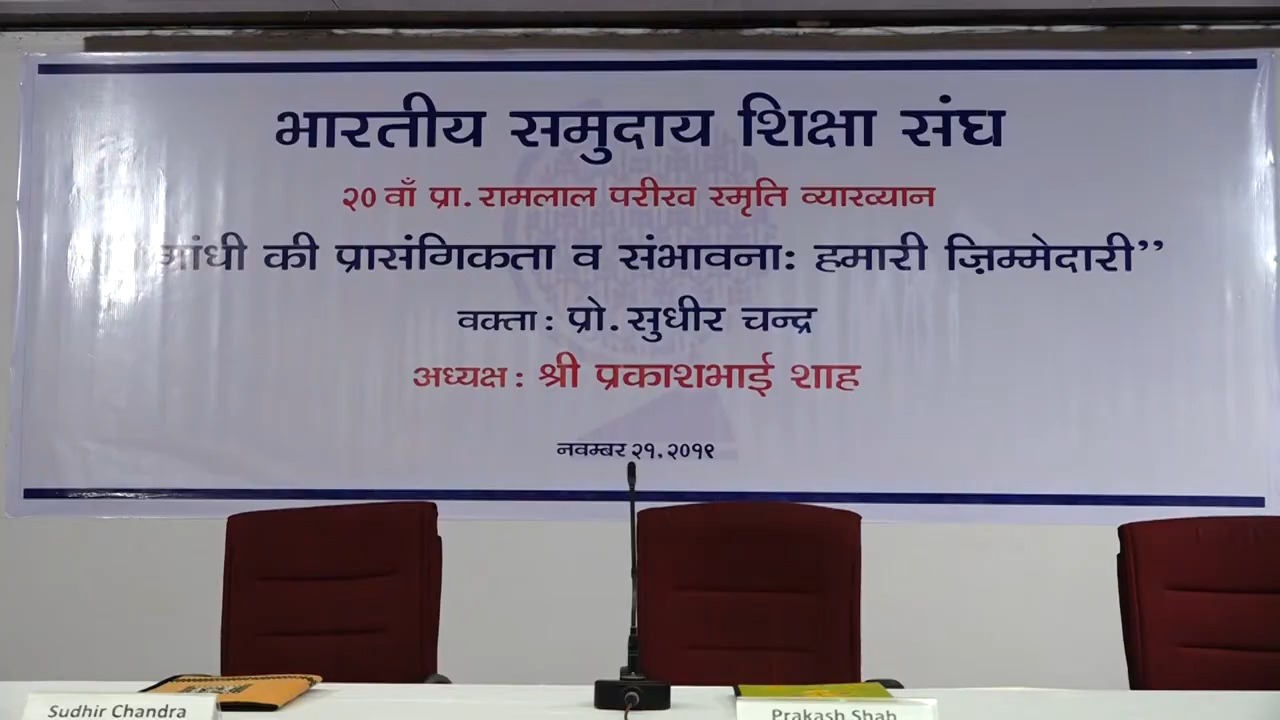 भारतीय समुदाय शिक्षा संघ
२० वाँ प्रा. रामलाल परीख स्मृति व्याख्यान
गांधी की प्रासंगिकता व संभावना: हमारी ज़िम्मेदारी”
वक्ता: प्रो. सुधीर चन्द्र
अध्यक्ष: श्री प्रकाशभाई शाह
नवम्बर २१, २०१९
Sudhir Chandra
Prakash Shah